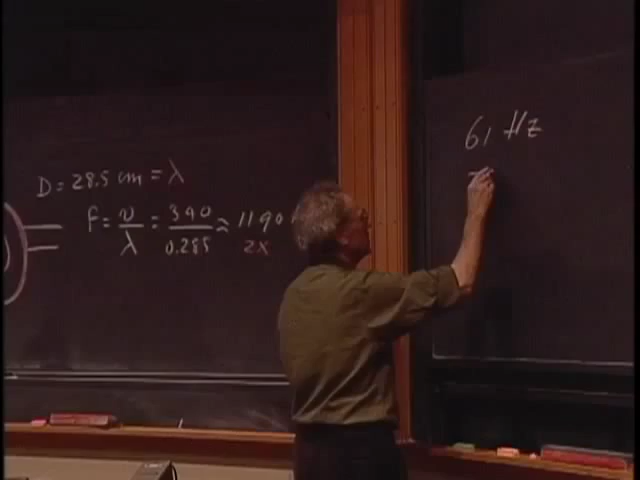 D = 28.5 cm = λ
f = v/λ = 340/0.285 ≈ 1190
2x
61 Hz